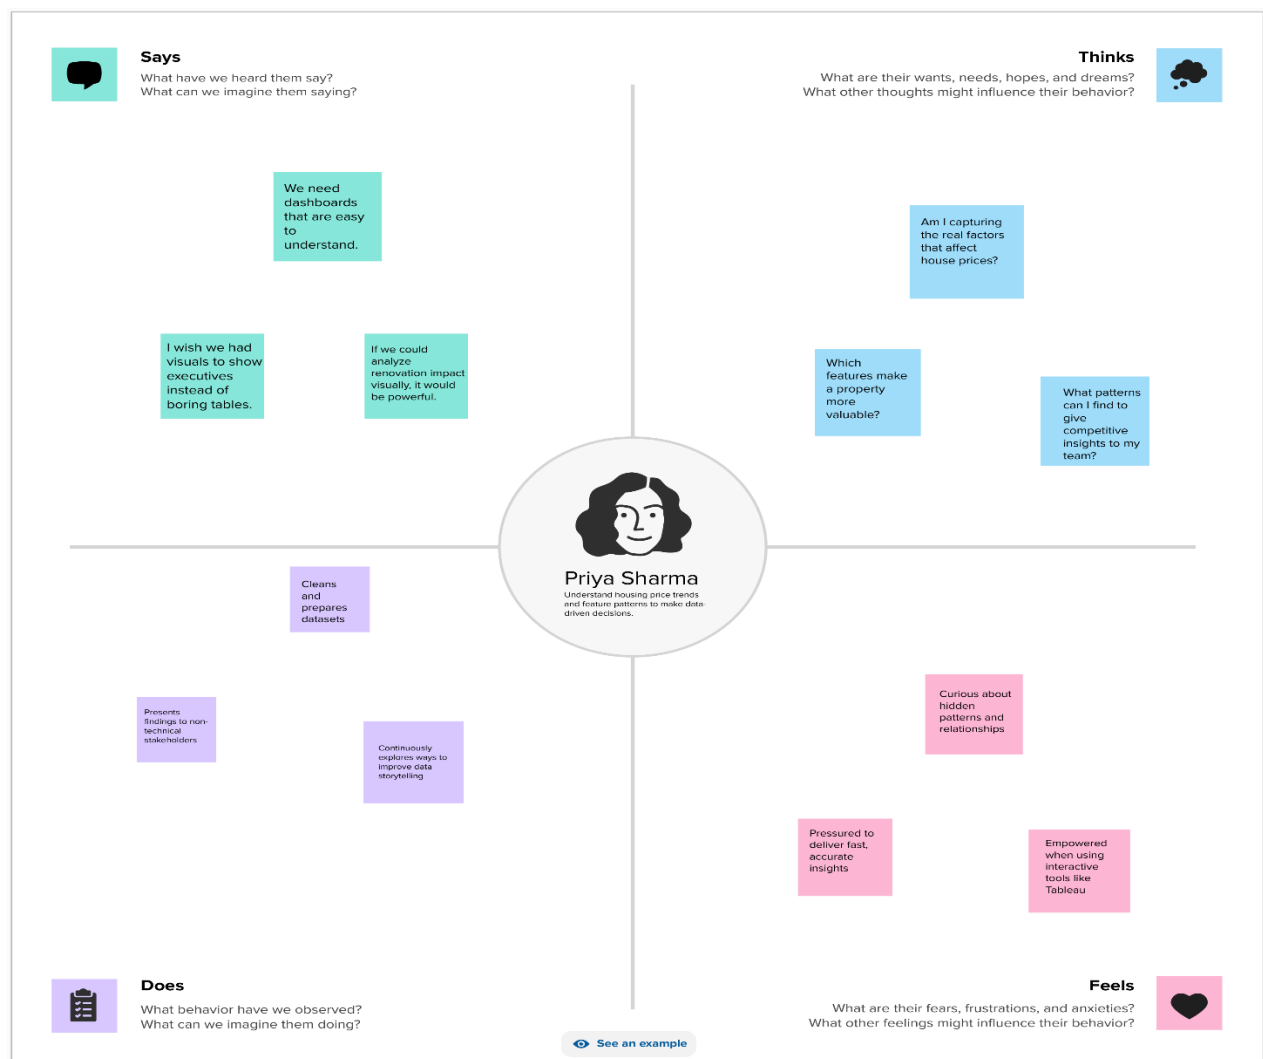 Says
What have we heard them say?
What can we imagine them saying?
Thinks
What are their wants, needs, hopes, and dreams?
What other thoughts might influence their behavior?
We need
dashboards
that are easy
to
understand.
I wish we had
visuals to show
executives
instead of
boring tables.
If we could
analyze
renovation impact
visually, it would
be powerful.
Am I capturing
the real factors
that affect
house prices?
Which
features make
a property
more
valuable?
What patterns
can I find to
give
competitive
insights to my
team?
Priya Sharma
Understand housing price trends
and feature patterns to make data-
driven decisions.
Cleans
and
prepares
datasets
Presents
findings to non-
technical
stakeholders
Continuously
explores ways to
improve data
storytelling
Curious about
hidden
patterns and
relationships
Pressured to
deliver fast,
accurate
insights
Empowered
when using
interactive
tools like
Tableau
Does
What behavior have we observed?
What can we imagine them doing?
Feels
What are their fears, frustrations, and anxieties?
What other feelings might influence their behavior?
See an example